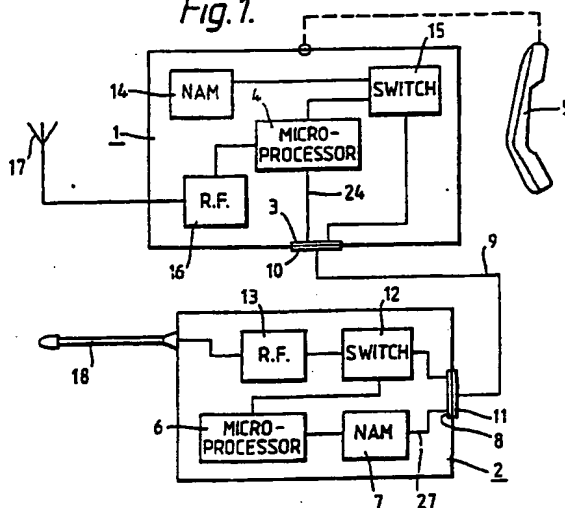 Fig.1.
15
14
NAM
SWITCH
4
5
1
MICRO-
PROCESSOR
17
24
R.F.
3
16
10
9
13
12
R.F.
SWITCH
18
6
MICRO-
PROCESSOR
NAM
11
8
7
27
2